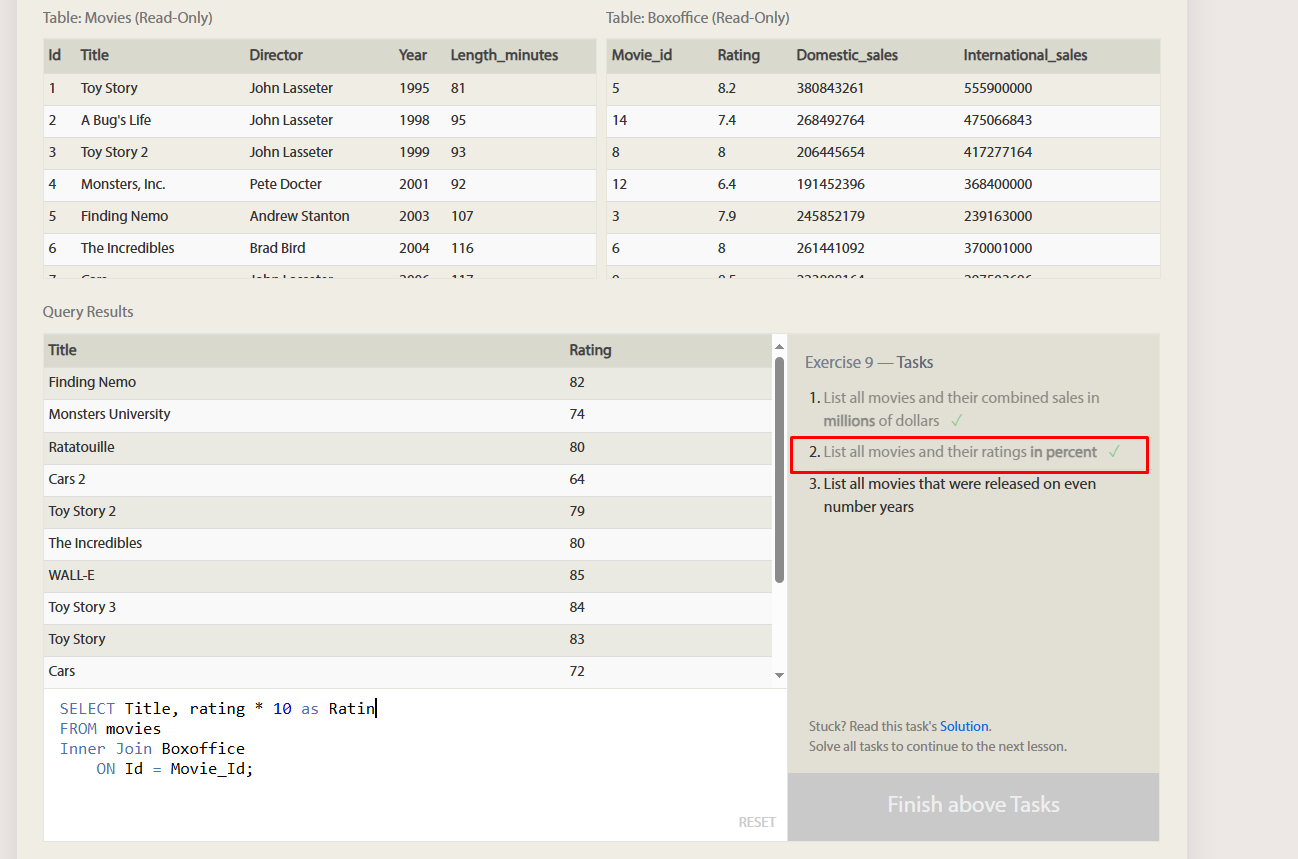 Table: Movies (Read-Only)
Table: Boxoffice (Read-Only)
Id Title Director Year Length_minutes
1 Toy Story John Lasseter 1995 81
2 A Bug's Life John Lasseter 1998 95
3 Toy Story 2 John Lasseter 1999 93
4 Monsters, Inc. Pete Docter 2001 92
5 Finding Nemo Andrew Stanton 2003 107
6 The Incredibles Brad Bird 2004 116
7 Cars John Lasseter 2006 117
Movie_id Rating Domestic_sales International_sales
5 8.2 380843261 555900000
14 7.4 268492764 475066843
8 8 206445654 417277164
12 6.4 191452396 368400000
3 7.9 245852179 239163000
6 8 261441092 370001000
Query Results
Title Rating
Finding Nemo 82
Monsters University 74
Ratatouille 80
Cars 2 64
Toy Story 2 79
The Incredibles 80
WALL-E 85
Toy Story 3 84
Toy Story 83
Cars 72
SELECT Title, rating * 10 as Ratin
FROM movies
Inner Join Boxoffice
ON Id = Movie_Id;
RESET
Exercise 9 — Tasks
1. List all movies and their combined sales in
millions of dollars ✓
2. List all movies and their ratings in percent ✓
3. List all movies that were released on even
number years
Stuck? Read this task's Solution.
Solve all tasks to continue to the next lesson.
Finish above Tasks